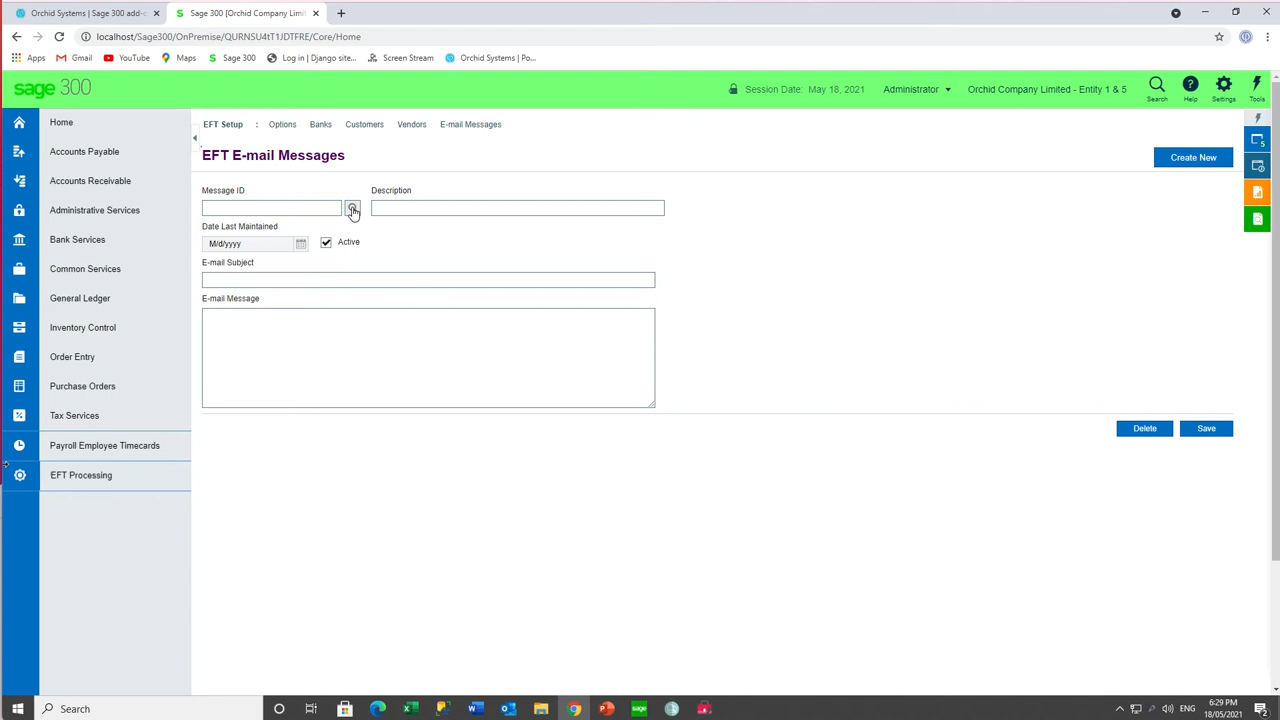 Orchid Systems | Sage 300 add-o
Sage 300 [Orchid Company Limit
localhost/Sage300/OnPremise/QURNSU4tT1JDTFRE/Core/Home
Apps
Gmail
YouTube
Maps
Sage 300
Log in | Django site...
Screen Stream
Orchid Systems | Po...
sage 300
Session Date: May 18, 2021
Administrator
Orchid Company Limited - Entity 1 & 5
Search
Help
Settings
Tools
Home
Accounts Payable
Accounts Receivable
Administrative Services
Bank Services
Common Services
General Ledger
Inventory Control
Order Entry
Purchase Orders
Tax Services
Payroll Employee Timecards
EFT Processing
EFT Setup : Options Banks Customers Vendors E-mail Messages
EFT E-mail Messages
Create New
Message ID
Description
Date Last Maintained
M/d/yyyy
Active
E-mail Subject
E-mail Message
Delete
Save
5
Search
sage
ENG
6:29 PM
18/05/2021
2